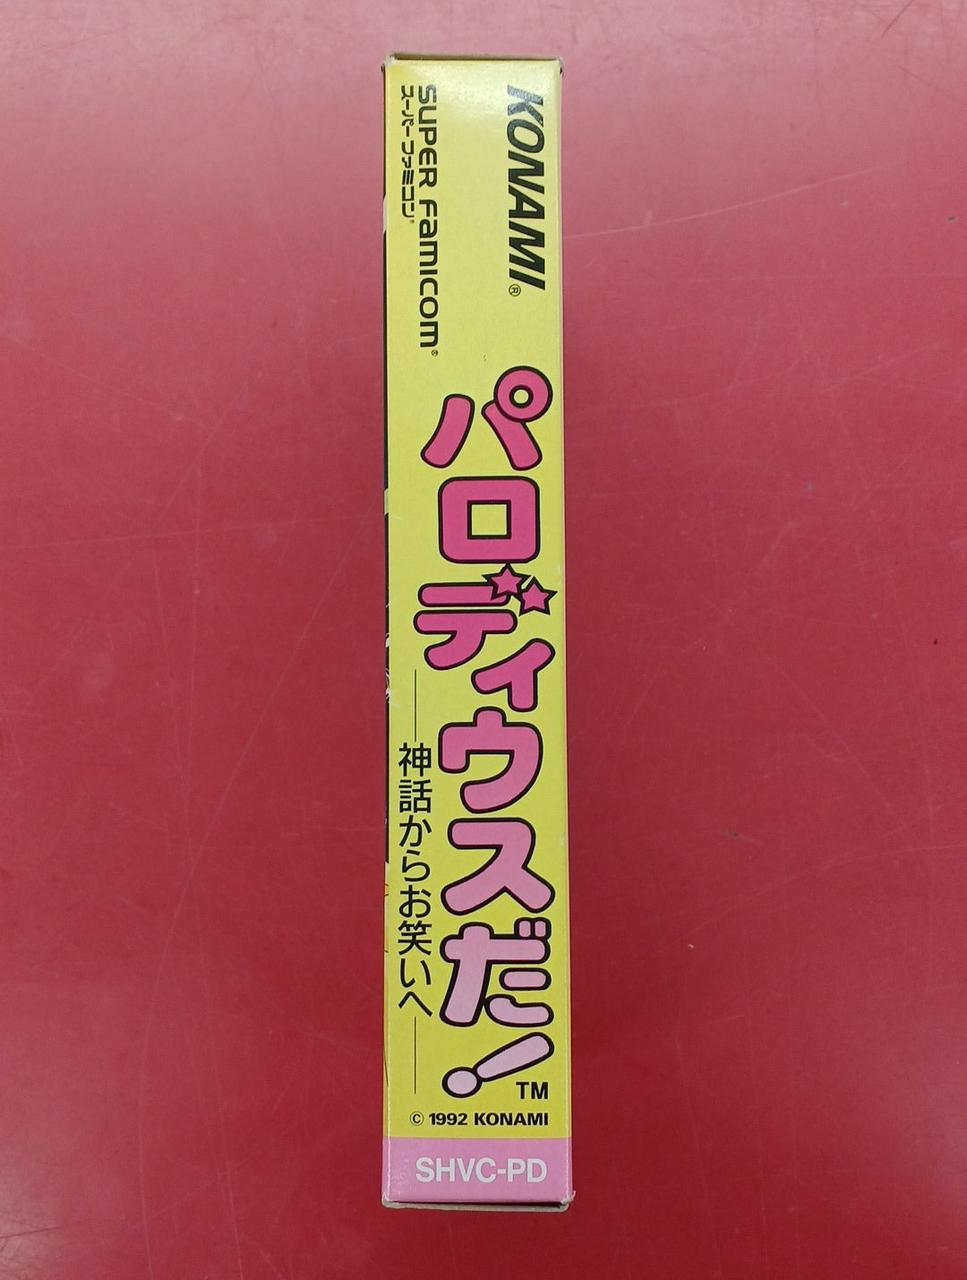 KONAMI®
SUPER FAMICOM®
スーパーファミコン®
パロディウスだ!™
神話からお笑いへ
© 1992 KONAMI
SHVC-PD